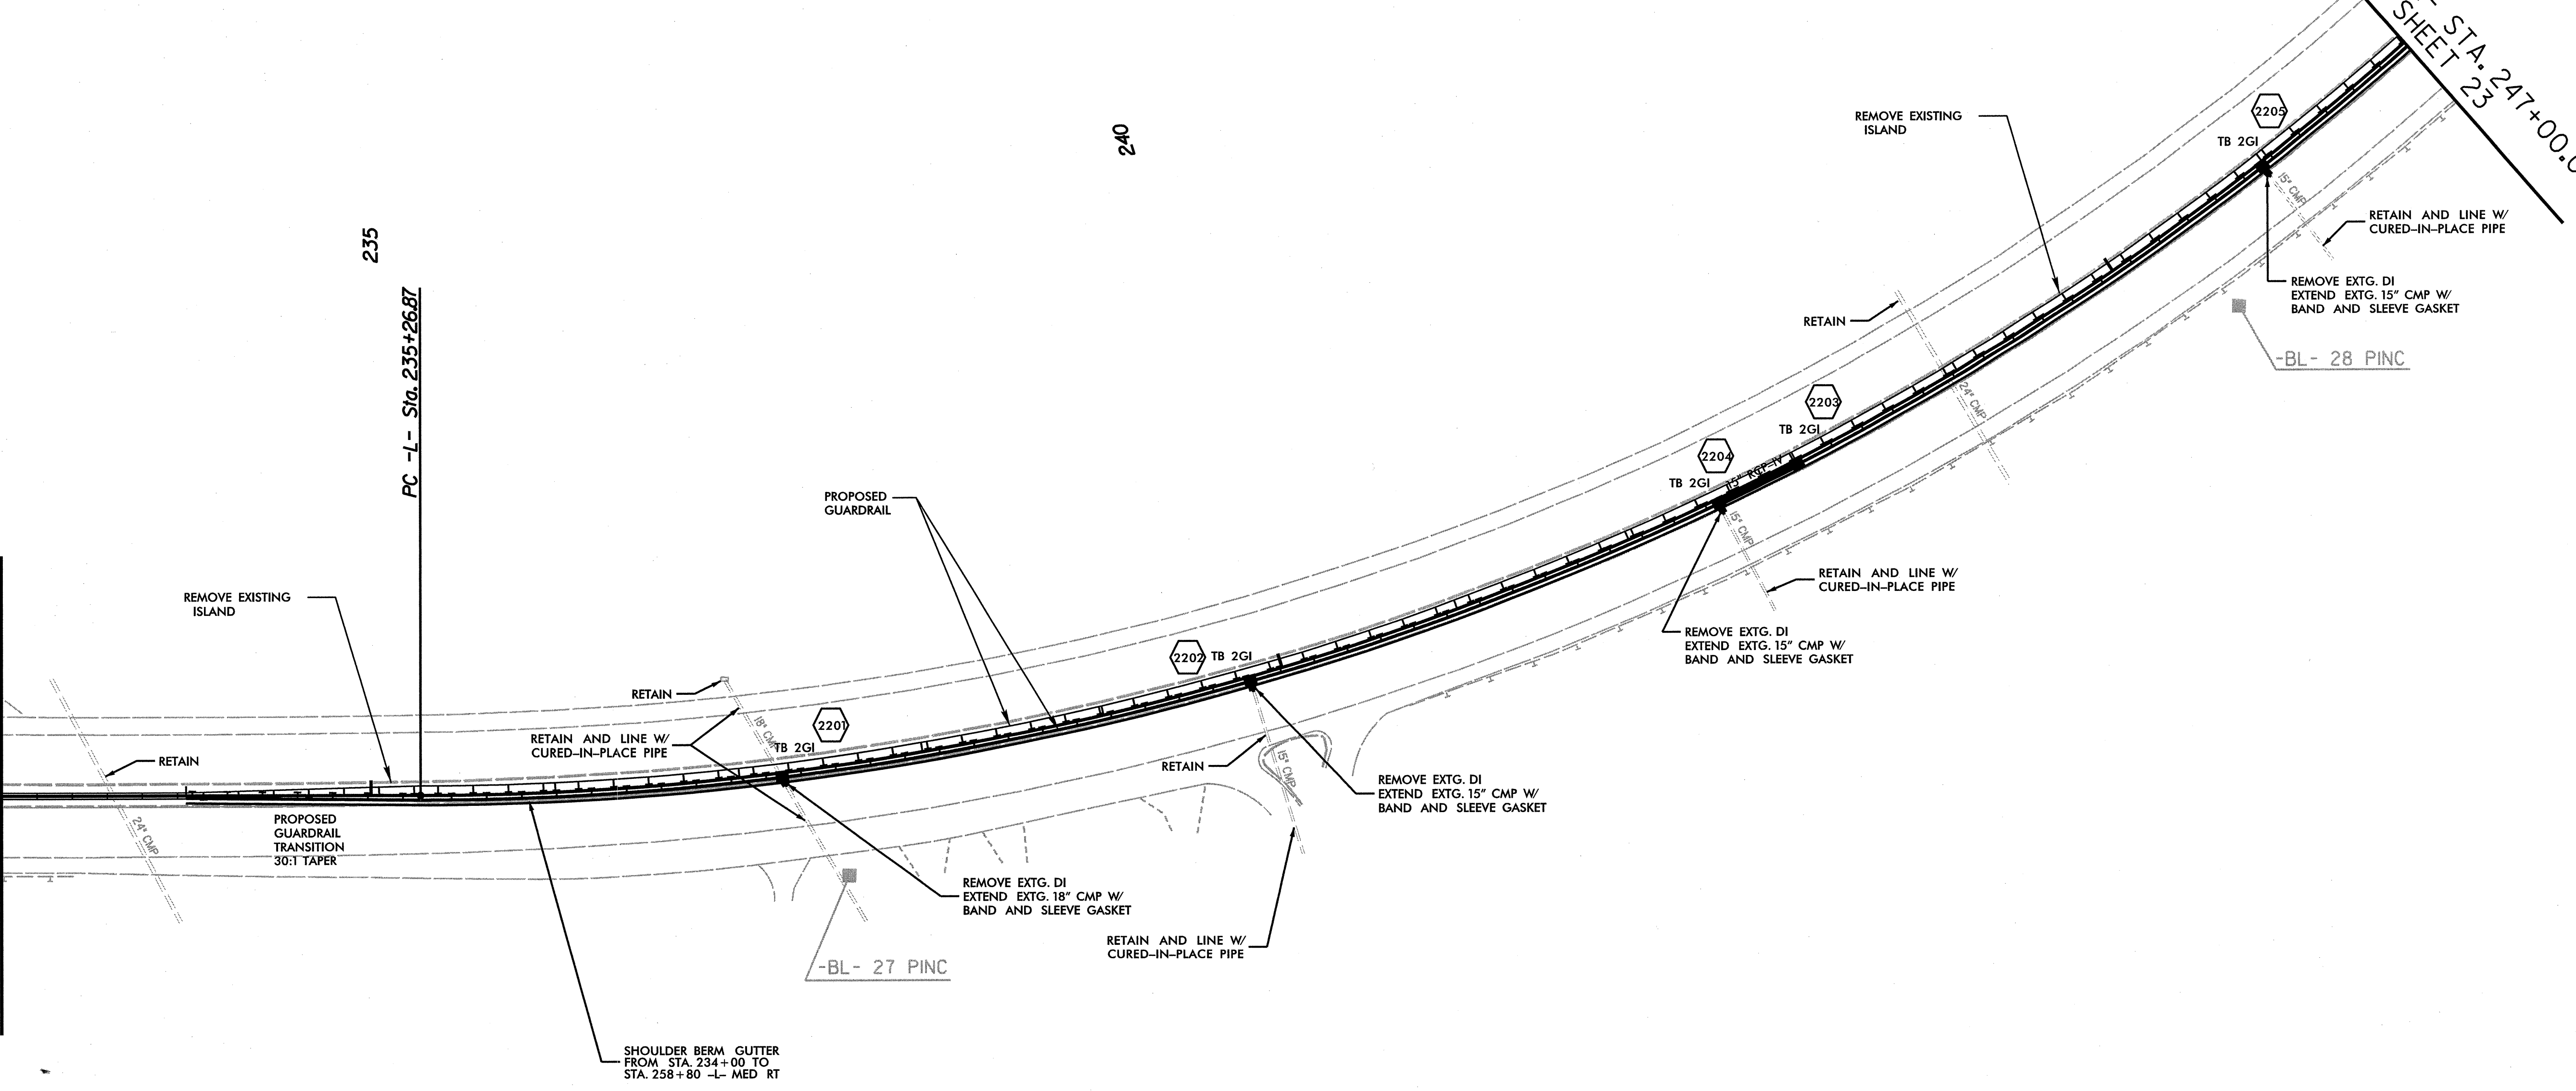 - STA. 247+00.
SHEET 23
2205
TB 2GI
REMOVE EXISTING
ISLAND
240
15" CMP
RETAIN AND LINE W/
CURED-IN-PLACE PIPE
235
REMOVE EXTG. DI
EXTEND EXTG. 15" CMP W/
BAND AND SLEEVE GASKET
RETAIN
-BL- 28 PINC
PC -L- Sta. 235+26.87
24" CMP
2203
TB 2GI
2204
TB 2GI
15" RCP-IV
PROPOSED
GUARDRAIL
15" CMP
RETAIN AND LINE W/
CURED-IN-PLACE PIPE
REMOVE EXISTING
ISLAND
REMOVE EXTG. DI
EXTEND EXTG. 15" CMP W/
BAND AND SLEEVE GASKET
2202
TB 2GI
RETAIN
18" CMP
2201
TB 2GI
RETAIN AND LINE W/
CURED-IN-PLACE PIPE
RETAIN
RETAIN
15" CMP
REMOVE EXTG. DI
EXTEND EXTG. 15" CMP W/
BAND AND SLEEVE GASKET
24" CMP
PROPOSED
GUARDRAIL
TRANSITION
30:1 TAPER
REMOVE EXTG. DI
EXTEND EXTG. 18" CMP W/
BAND AND SLEEVE GASKET
RETAIN AND LINE W/
CURED-IN-PLACE PIPE
-BL- 27 PINC
SHOULDER BERM GUTTER
FROM STA. 234+00 TO
STA. 258+80 -L- MED RT